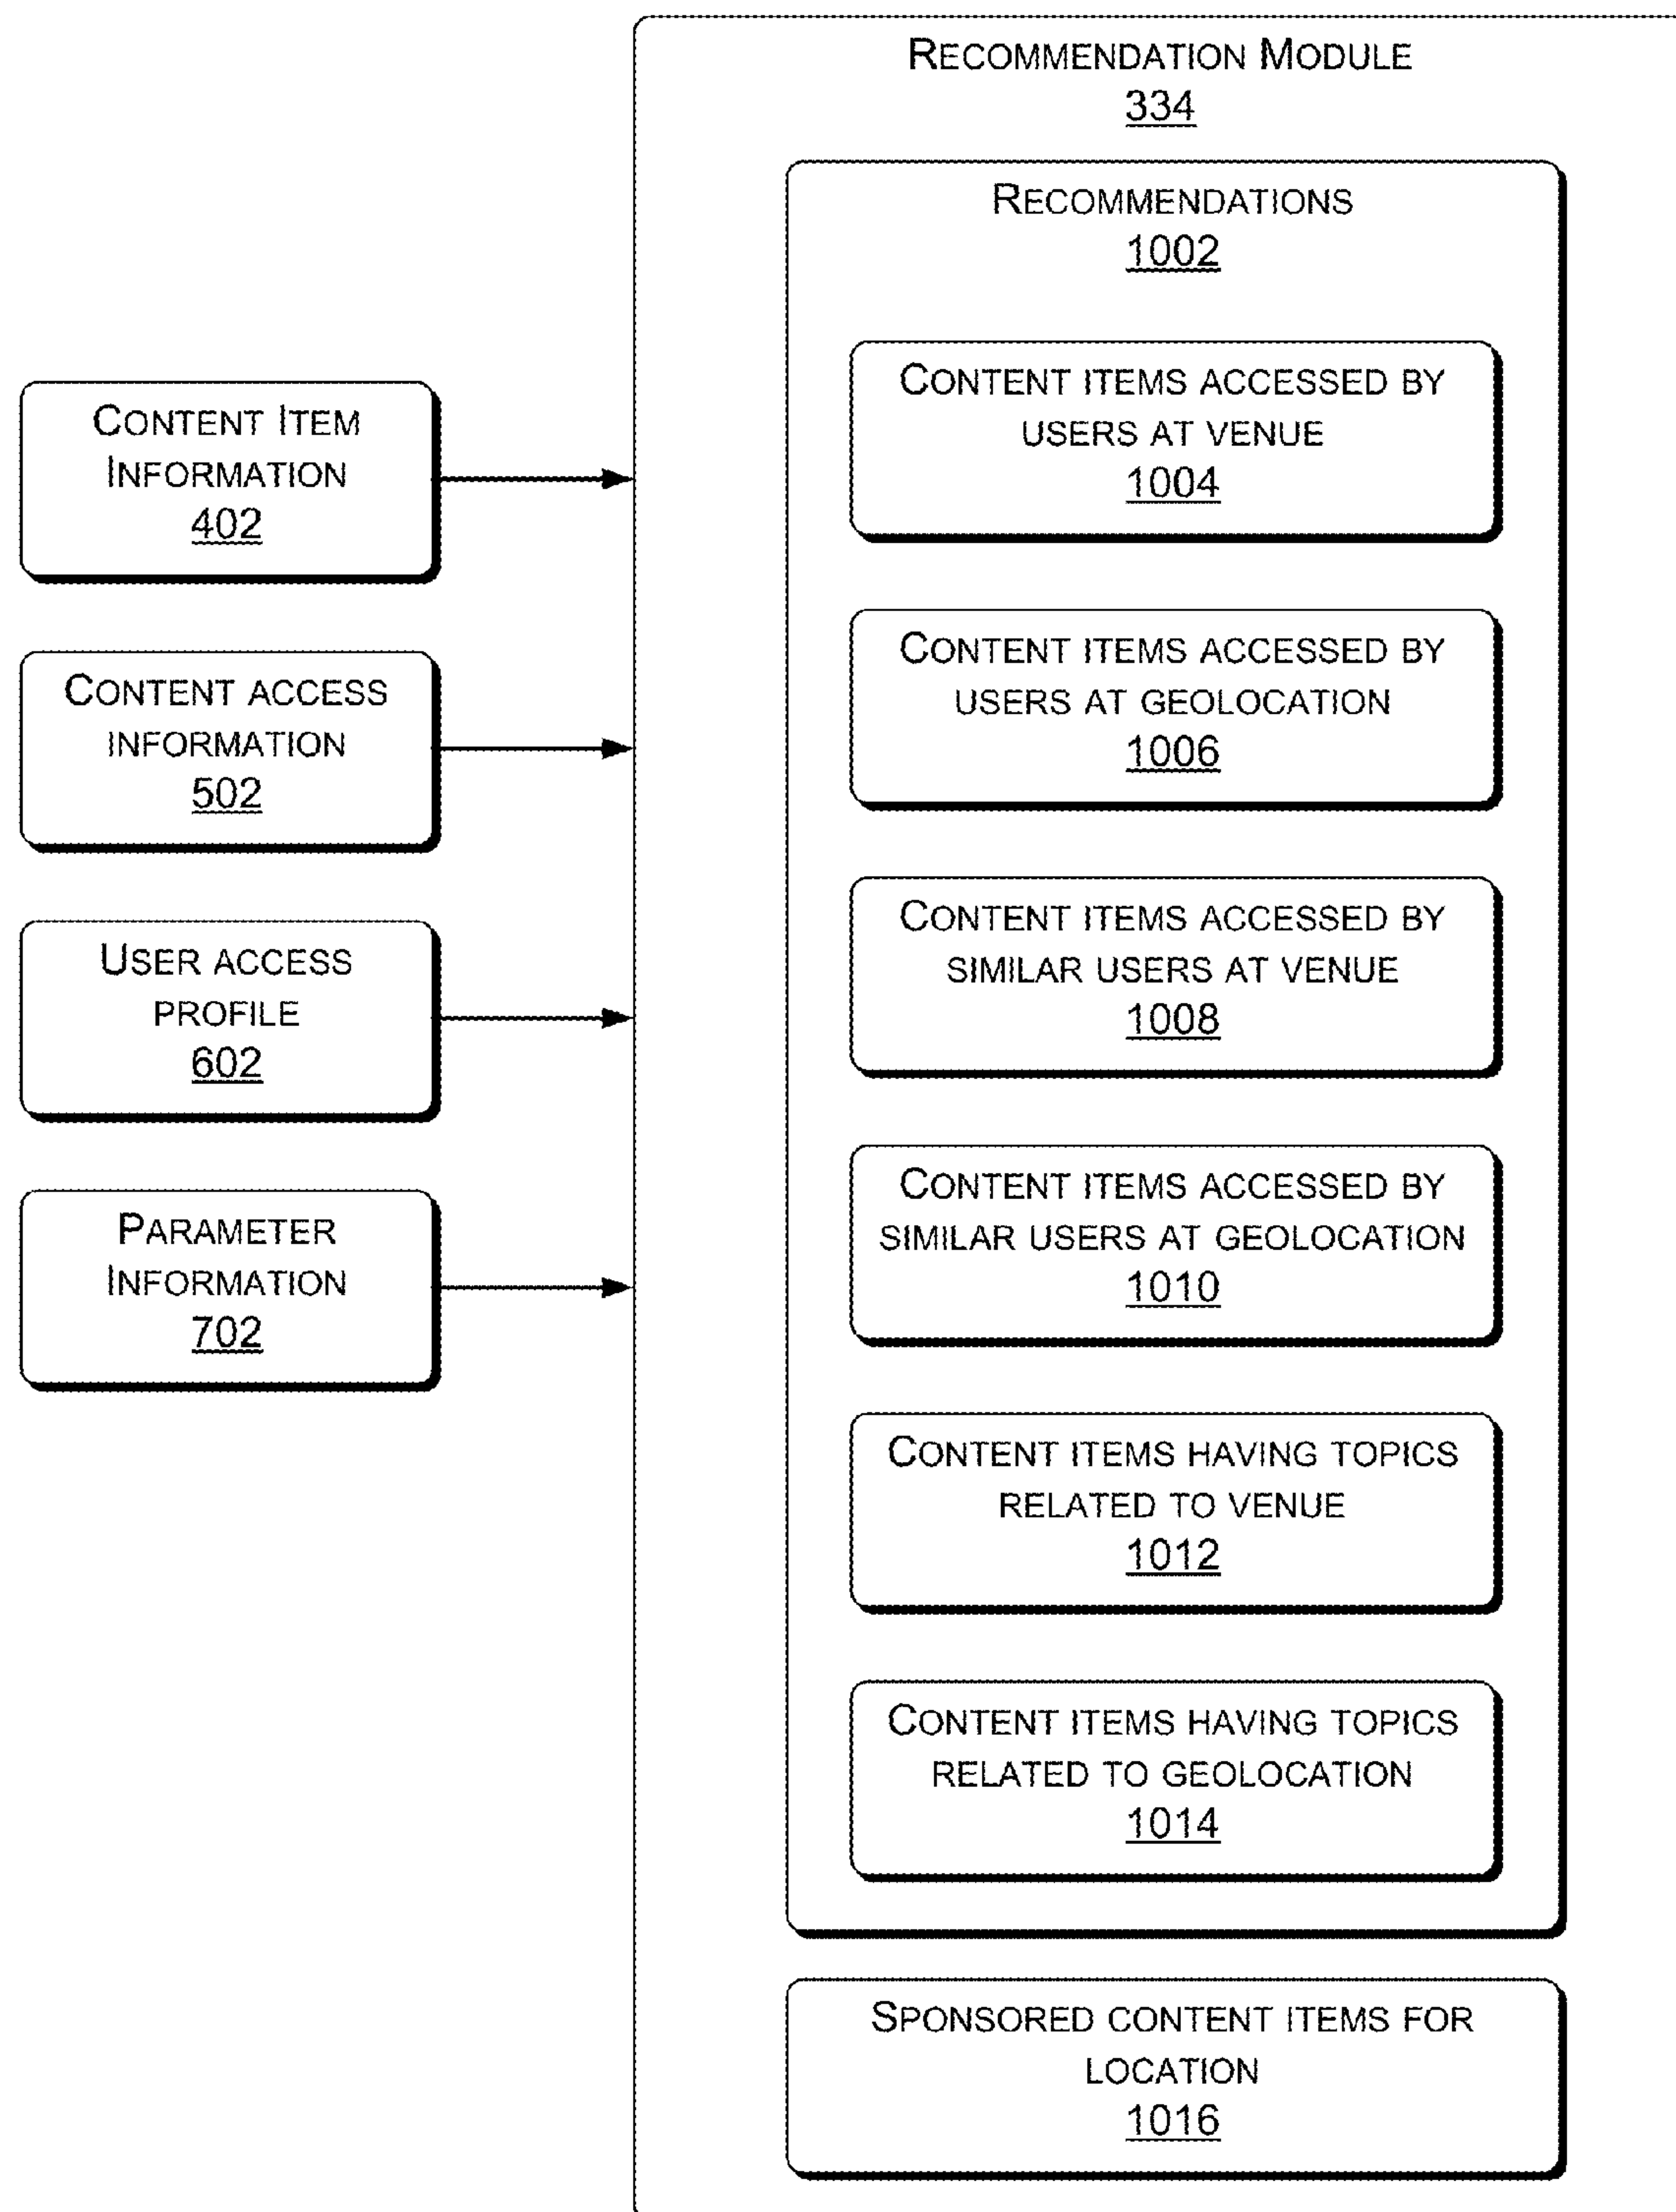 RECOMMENDATION MODULE
334
RECOMMENDATIONS
1002
CONTENT ITEMS ACCESSED BY
USERS AT VENUE
1004
CONTENT ITEM
INFORMATION
402
CONTENT ITEMS ACCESSED BY
USERS AT GEOLOCATION
1006
CONTENT ACCESS
INFORMATION
502
CONTENT ITEMS ACCESSED BY
SIMILAR USERS AT VENUE
1008
USER ACCESS
PROFILE
602
CONTENT ITEMS ACCESSED BY
SIMILAR USERS AT GEOLOCATION
1010
PARAMETER
INFORMATION
702
CONTENT ITEMS HAVING TOPICS
RELATED TO VENUE
1012
CONTENT ITEMS HAVING TOPICS
RELATED TO GEOLOCATION
1014
SPONSORED CONTENT ITEMS FOR
LOCATION
1016